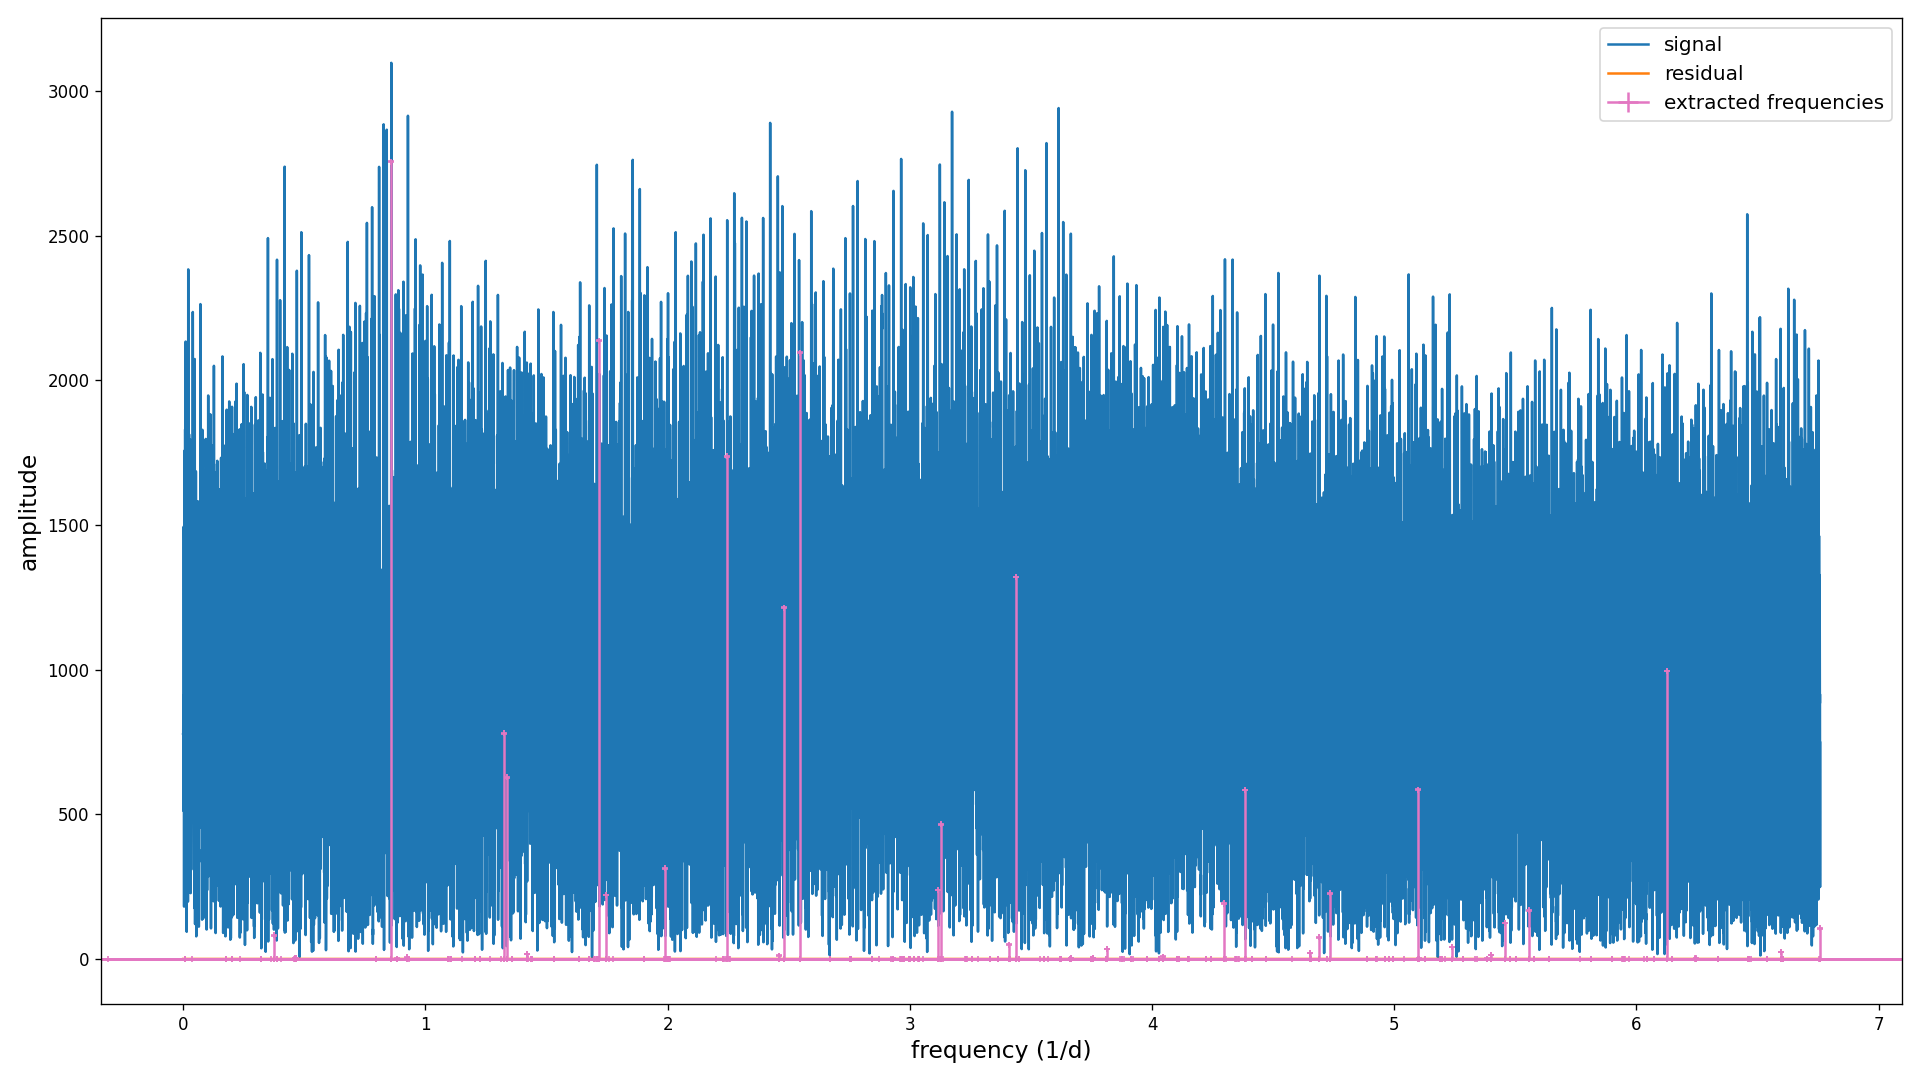 signal
residual
extracted frequencies
3000
2500
2000
1500
1000
500
0
amplitude
0 1 2 3 4 5 6 7
frequency (1/d)